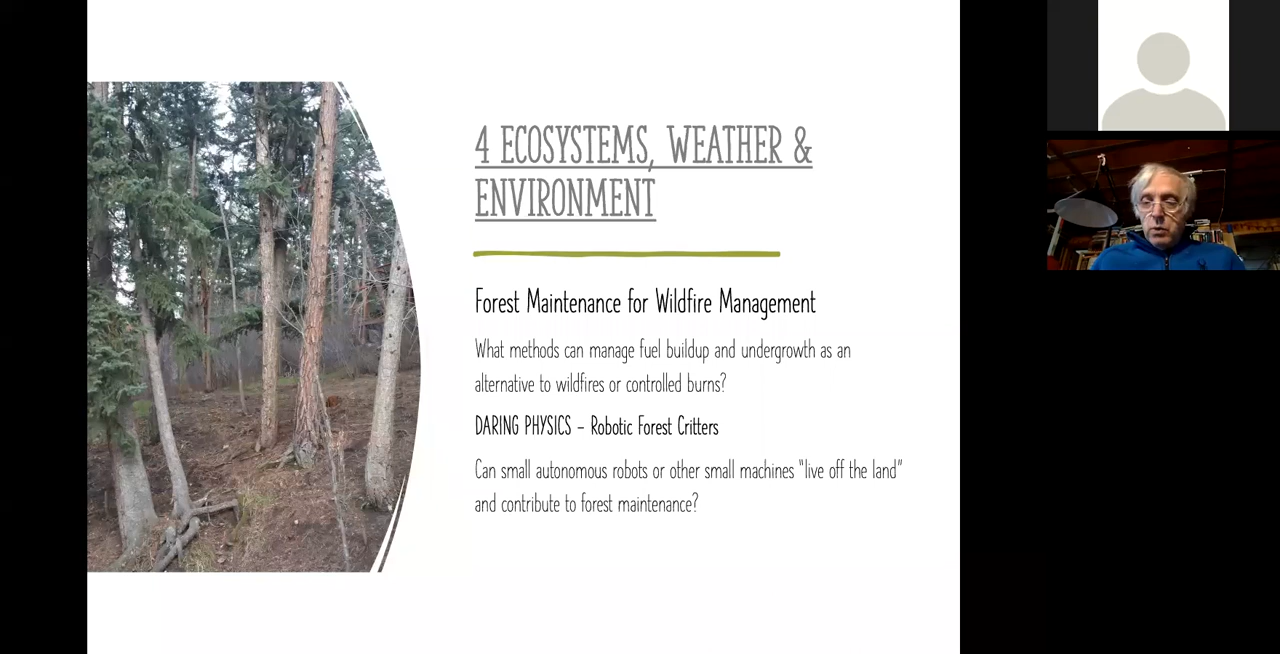 4 ECOSYSTEMS, WEATHER &
ENVIRONMENT
Forest Maintenance for Wildfire Management
What methods can manage fuel buildup and undergrowth as an
alternative to wildfires or controlled burns?
DARING PHYSICS – Robotic Forest Critters
Can small autonomous robots or other small machines “live off the land”
and contribute to forest maintenance?